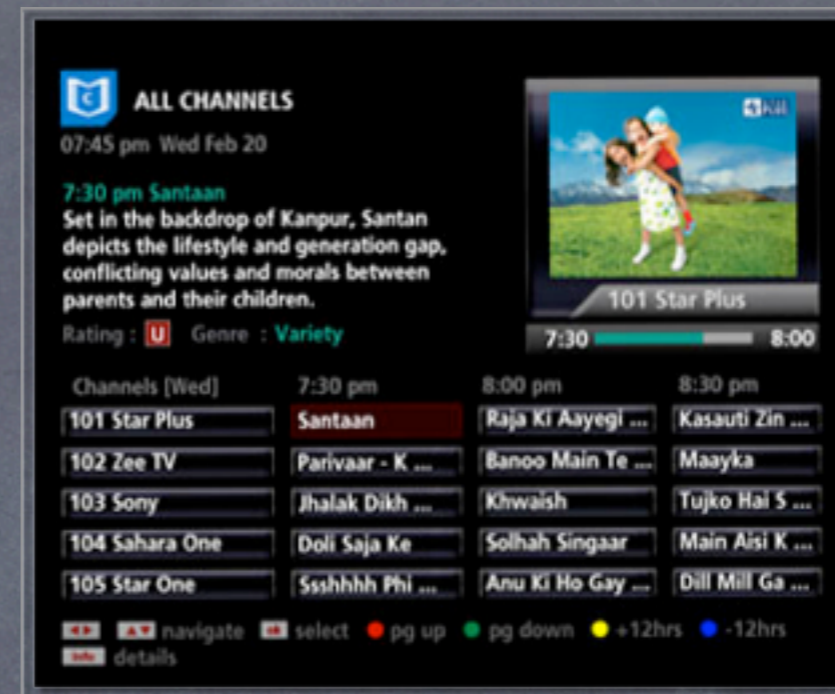 ALL CHANNELS
07:45 pm Wed Feb 20
7:30 pm Santaan
Set in the backdrop of Kanpur, Santan
depicts the lifestyle and generation gap,
conflicting values and morals between
parents and their children.
Rating : U Genre : Variety
101 Star Plus
7:30 8:00
Channels [Wed] 7:30 pm 8:00 pm 8:30 pm
101 Star Plus Santaan Raja Ki Aayegi ... Kasauti Zin ...
102 Zee TV Parivaar - K ... Banoo Main Te ... Maayka
103 Sony Jhalak Dikh ... Khwaish Tujko Hai S ...
104 Sahara One Doli Saja Ke Solhah Singaar Main Aisi K ...
105 Star One Ssshhhh Phi ... Anu Ki Ho Gay ... Dill Mill Ga ...
navigate ok select pg up pg down +12hrs -12hrs
Info details